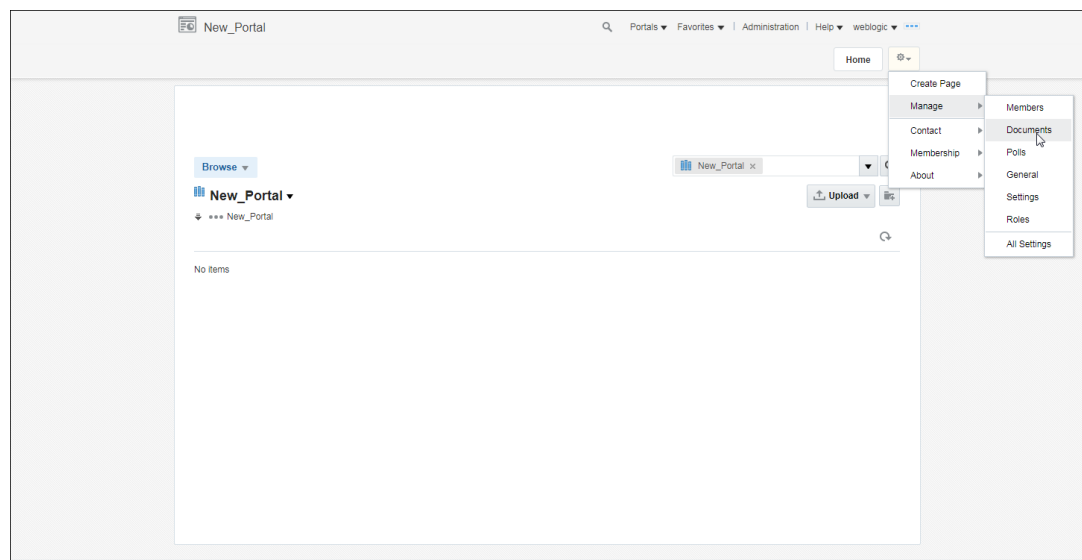 New_Portal
Portals Favorites | Administration | Help weblogic
Home
Create Page
Manage
Contact
Membership
About
Members
Documents
Polls
General
Settings
Roles
All Settings
Browse
New_Portal ×
New_Portal
Upload
New_Portal
No items